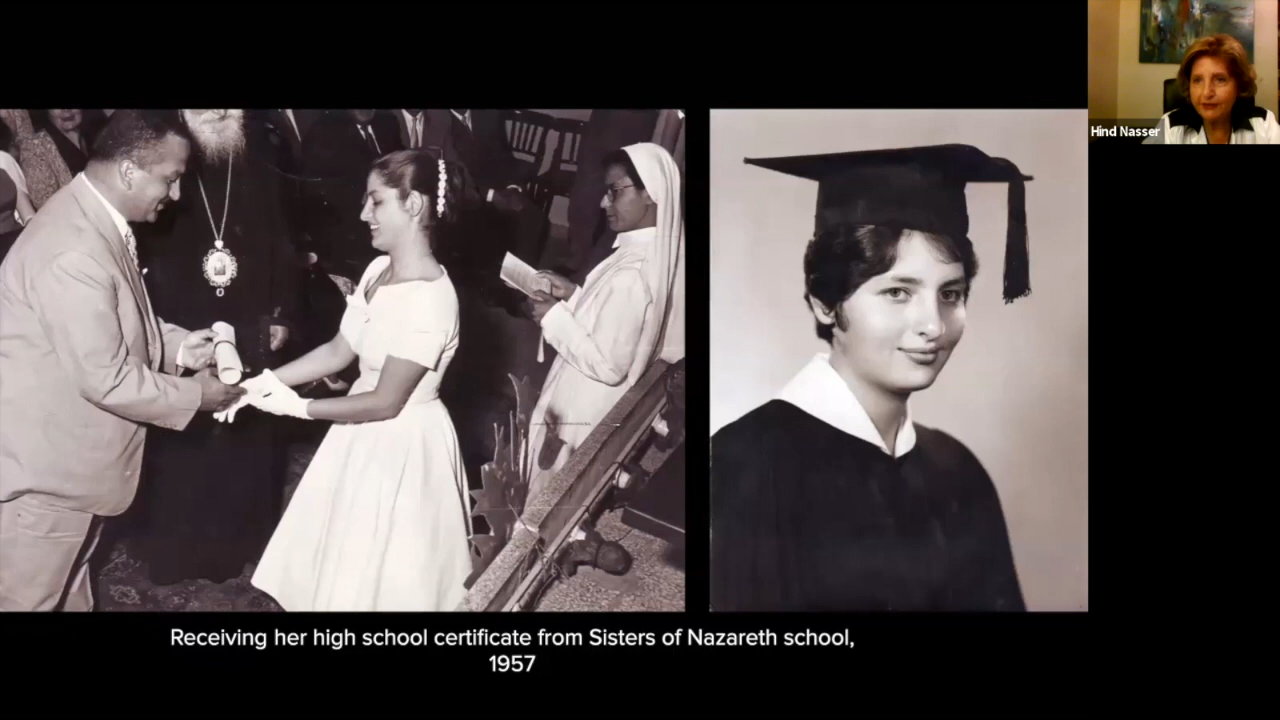 Hind Nasser
Receiving her high school certificate from Sisters of Nazareth school,
1957